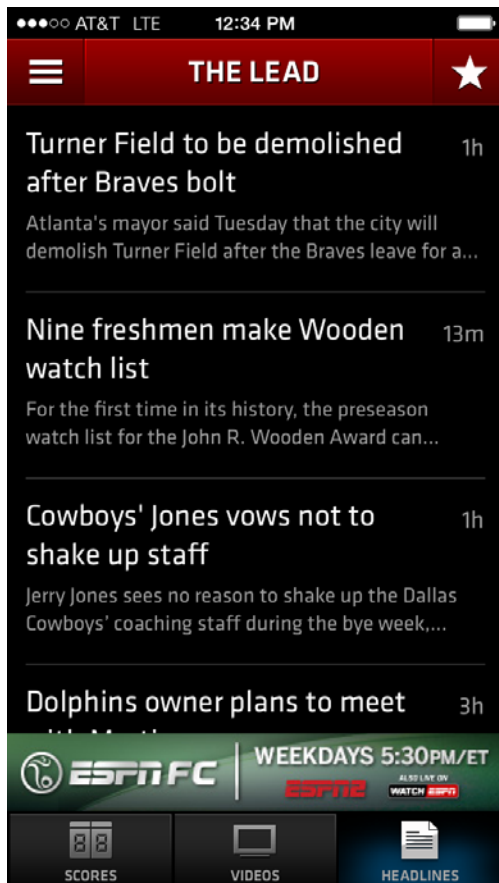 AT&T LTE 12:34 PM
THE LEAD
Turner Field to be demolished 1h
after Braves bolt
Atlanta's mayor said Tuesday that the city will
demolish Turner Field after the Braves leave for a...
Nine freshmen make Wooden 13m
watch list
For the first time in its history, the preseason
watch list for the John R. Wooden Award can...
Cowboys' Jones vows not to 1h
shake up staff
Jerry Jones sees no reason to shake up the Dallas
Cowboys' coaching staff during the bye week,...
Dolphins owner plans to meet 3h
ESPN FC WEEKDAYS 5:30PM/ET
ESPN2 ALSO LIVE ON
WATCH ESPN
SCORES VIDEOS HEADLINES